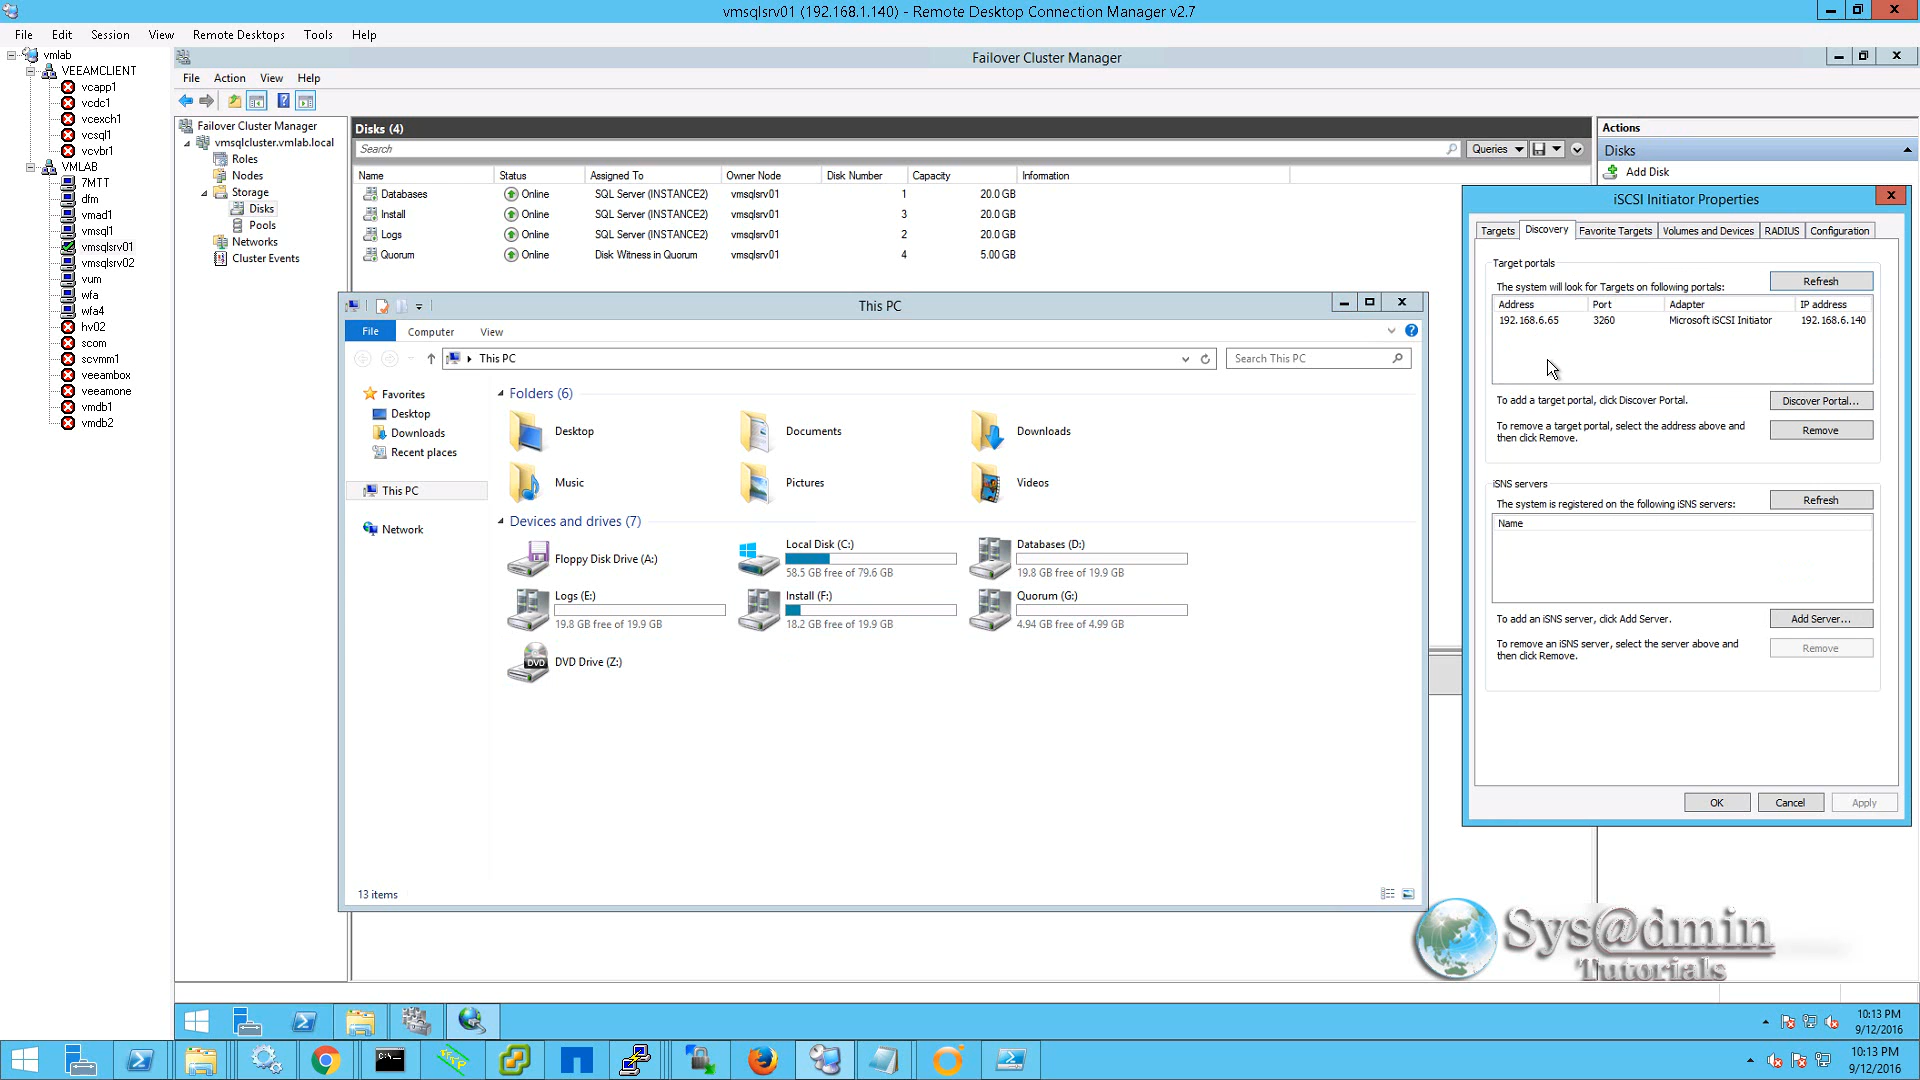 vmsqlsrv01 (192.168.1.140) - Remote Desktop Connection Manager v2.7
File Edit Session View Remote Desktops Tools Help
vmlab
VEEAMCLIENT
vcapp1
vcdc1
vcexch1
vcsql1
vcvbr1
VMLAB
7MTT
dfm
vmad1
vmsql1
vmsqlsrv01
vmsqlsrv02
vum
wfa
wfa4
hv02
scom
scvmm1
veeambox
veeamone
vmdb1
vmdb2
Failover Cluster Manager
File Action View Help
Failover Cluster Manager
vmsqlcluster.vmlab.local
Roles
Nodes
Storage
Disks
Pools
Networks
Cluster Events
Disks (4)
Search
Queries
Name Status Assigned To Owner Node Disk Number Capacity Information
Databases Online SQL Server (INSTANCE2) vmsqlsrv01 1 20.0 GB
Install Online SQL Server (INSTANCE2) vmsqlsrv01 3 20.0 GB
Logs Online SQL Server (INSTANCE2) vmsqlsrv01 2 20.0 GB
Quorum Online Disk Witness in Quorum vmsqlsrv01 4 5.00 GB
Actions
Disks
Add Disk
This PC
File Computer View
This PC
Search This PC
Favorites
Desktop
Downloads
Recent places
This PC
Network
Folders (6)
Desktop Documents Downloads
Music Pictures Videos
Devices and drives (7)
Floppy Disk Drive (A:)
Local Disk (C:)
58.5 GB free of 79.6 GB
Databases (D:)
19.8 GB free of 19.9 GB
Logs (E:)
19.8 GB free of 19.9 GB
Install (F:)
18.2 GB free of 19.9 GB
Quorum (G:)
4.94 GB free of 4.99 GB
DVD
DVD Drive (Z:)
13 items
iSCSI Initiator Properties
Targets Discovery Favorite Targets Volumes and Devices RADIUS Configuration
Target portals
The system will look for Targets on following portals:
Refresh
Address Port Adapter IP address
192.168.6.65 3260 Microsoft iSCSI Initiator 192.168.6.140
To add a target portal, click Discover Portal.
Discover Portal...
To remove a target portal, select the address above and
then click Remove.
Remove
iSNS servers
The system is registered on the following iSNS servers:
Refresh
Name
To add an iSNS server, click Add Server.
Add Server...
To remove an iSNS server, select the server above and
then click Remove.
Remove
OK Cancel Apply
Sys@dmin
Tutorials
10:13 PM
9/12/2016
10:13 PM
9/12/2016